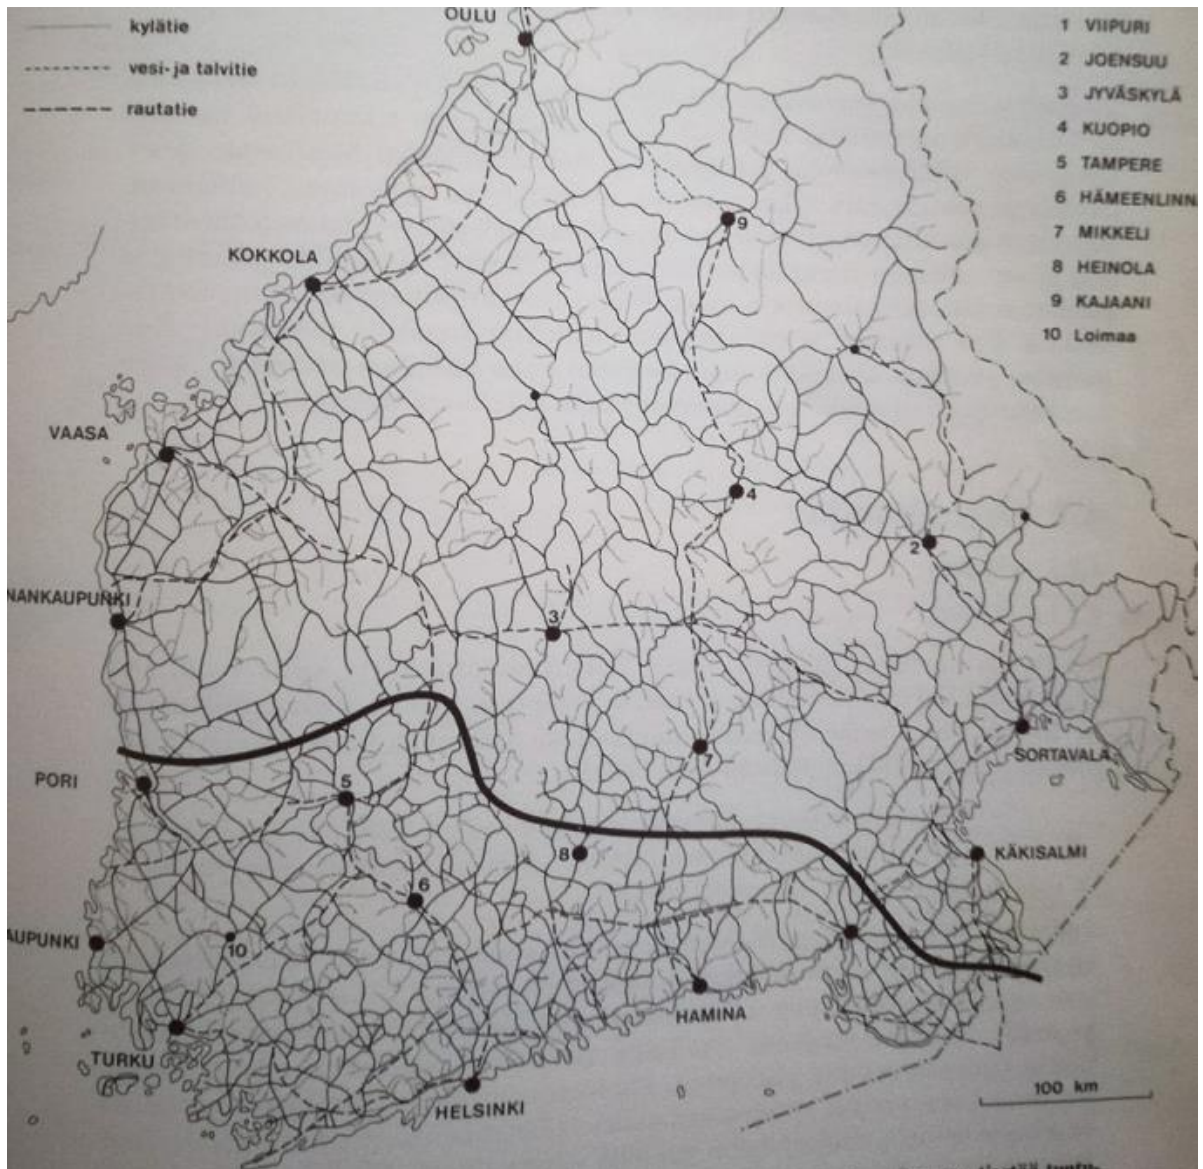 OULU
kylätie
vesi- ja talvitie
rautatie
1 VIIPURI
2 JOENSUU
3 JYVÄSKYLÄ
4 KUOPIO
5 TAMPERE
6 HÄMEENLINN
7 MIKKELI
8 HEINOLA
9 KAJAANI
10 Loimaa
9
KOKKOLA
VAASA
4
2
NANKAUPUNKI
3
7
SORTAVALA
PORI
5
8
KÄKISALMI
6
AUPUNKI
10
1
HAMINA
TURKU
HELSINKI
100 km